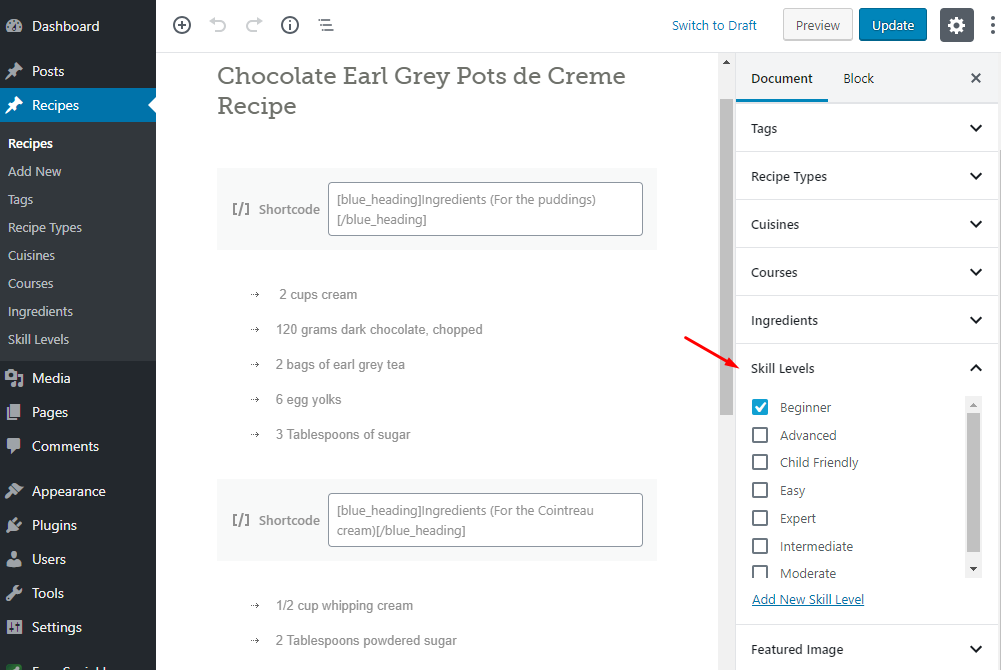 Dashboard
Posts
Recipes
Recipes
Add New
Tags
Recipe Types
Cuisines
Courses
Ingredients
Skill Levels
Media
Pages
Comments
Appearance
Plugins
Users
Tools
Settings
Switch to Draft
Preview
Update
Chocolate Earl Grey Pots de Creme
Recipe
[/] Shortcode
[blue_heading]Ingredients (For the puddings)
[/blue_heading]
2 cups cream
120 grams dark chocolate, chopped
2 bags of earl grey tea
6 egg yolks
3 Tablespoons of sugar
[/] Shortcode
[blue_heading]Ingredients (For the Cointreau
cream)[/blue_heading]
1/2 cup whipping cream
2 Tablespoons powdered sugar
Document
Block
Tags
Recipe Types
Cuisines
Courses
Ingredients
Skill Levels
Beginner
Advanced
Child Friendly
Easy
Expert
Intermediate
Moderate
Add New Skill Level
Featured Image